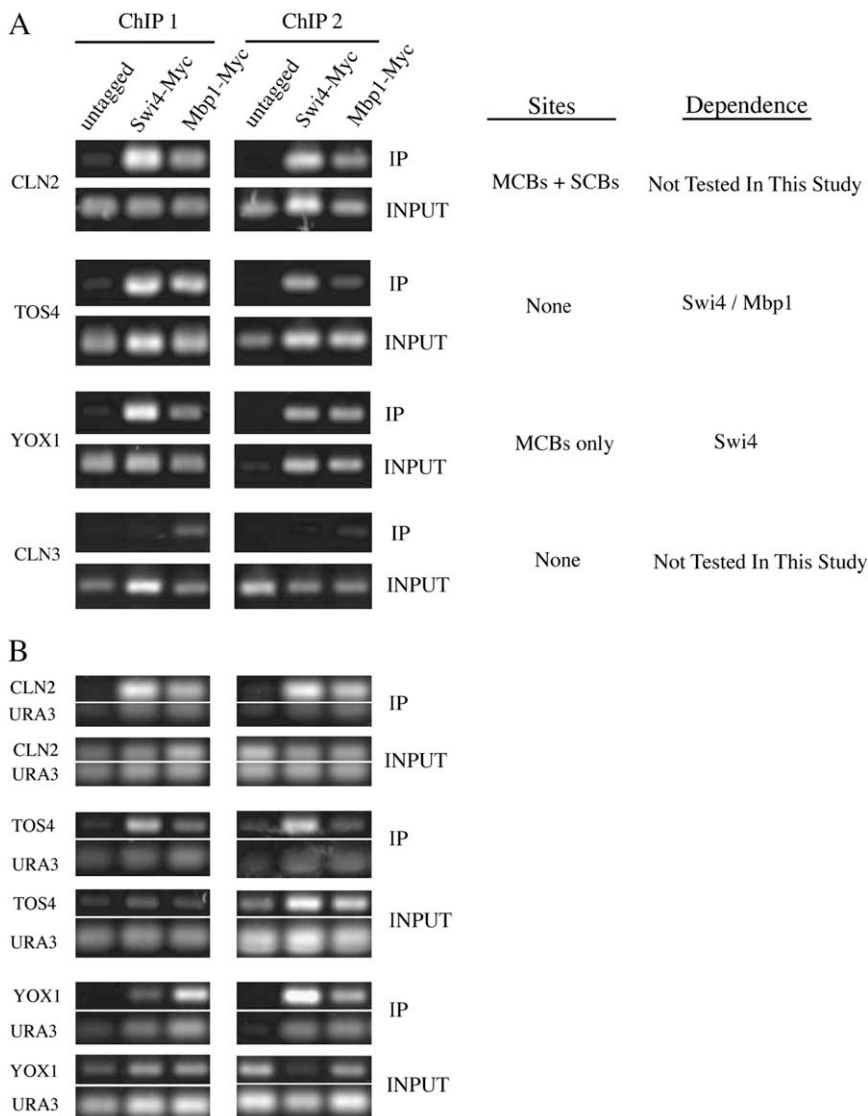 A
ChIP 1 ChIP 2
untagged Swi4-Myc Mbp1-Myc untagged Swi4-Myc Mbp1-Myc
Sites Dependence
CLN2 IP
INPUT
MCBs + SCBs Not Tested In This Study
TOS4 IP
INPUT
None Swi4 / Mbp1
YOX1 IP
INPUT
MCBs only Swi4
CLN3 IP
INPUT
None Not Tested In This Study
B
CLN2
URA3
IP
CLN2
URA3
INPUT
TOS4
URA3
IP
TOS4
URA3
INPUT
YOX1
URA3
IP
YOX1
URA3
INPUT